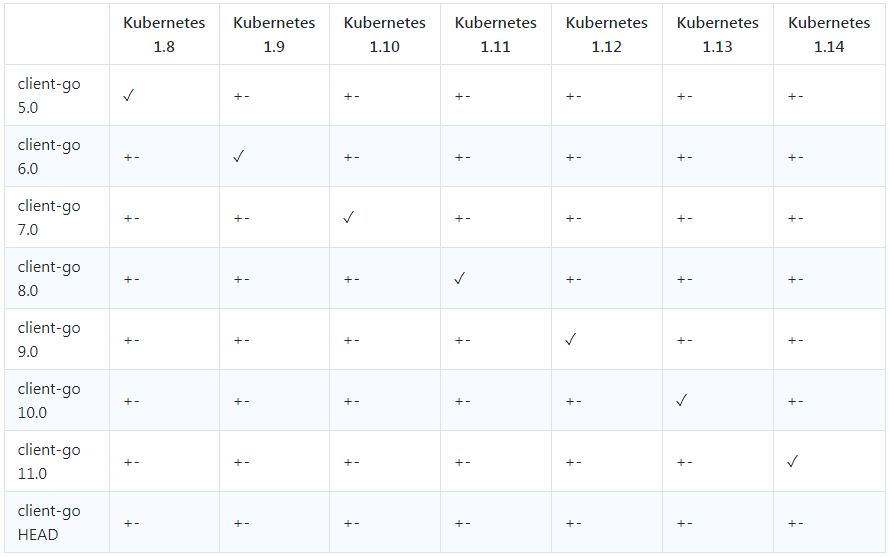 Kubernetes 1.8 Kubernetes 1.9 Kubernetes 1.10 Kubernetes 1.11 Kubernetes 1.12 Kubernetes 1.13 Kubernetes 1.14
client-go 5.0 ✓ +- +- +- +- +- +-
client-go 6.0 +- ✓ +- +- +- +- +-
client-go 7.0 +- +- ✓ +- +- +- +-
client-go 8.0 +- +- +- ✓ +- +- +-
client-go 9.0 +- +- +- +- ✓ +- +-
client-go 10.0 +- +- +- +- +- ✓ +-
client-go 11.0 +- +- +- +- +- +- ✓
client-go HEAD +- +- +- +- +- +- +-